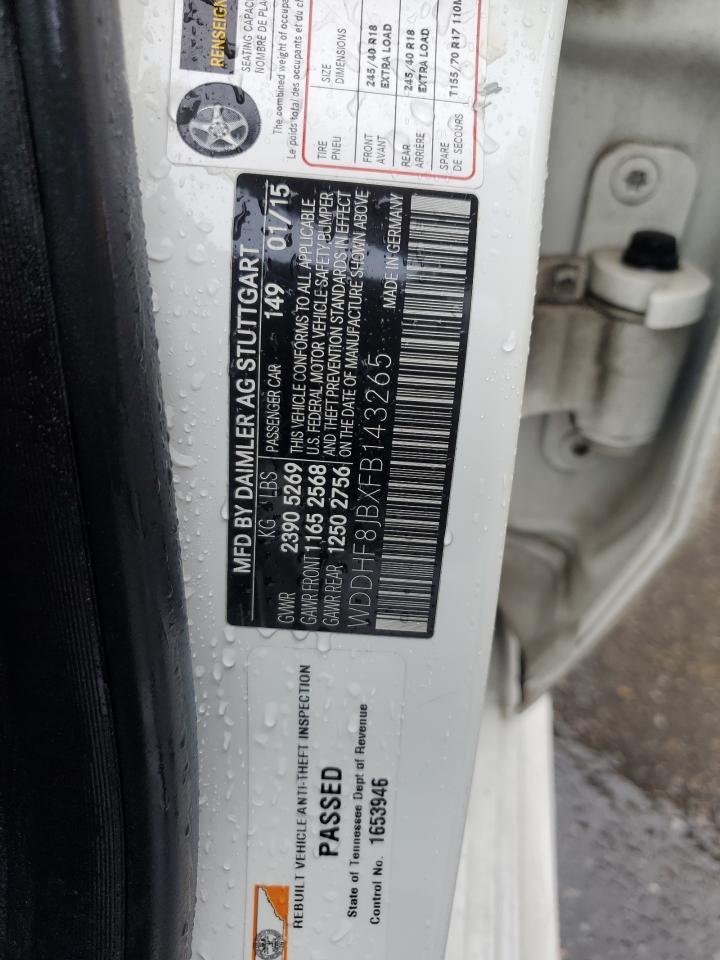 RENSEIGN
SEATING CAPAC
NOMBRE DE PLA
The combined weight of occupa
Le poids total des occupants et du c
TIRE
PNEU
SIZE
DIMENSIONS
FRONT
AVANT
245/40 R18
EXTRA LOAD
REAR
ARRIÈRE
245/40 R18
EXTRA LOAD
SPARE
DE SECOURS
T155/70 R17 110M
MFD BY DAIMLER AG STUTTGART
KG LBS PASSENGER CAR 149 01/15
GVWR 2390 5269 THIS VEHICLE CONFORMS TO ALL APPLICABLE
GAWR FRONT 1165 2568 U.S. FEDERAL MOTOR VEHICLE SAFETY, BUMPER
GAWR REAR 1250 2756 AND THEFT PREVENTION STANDARDS IN EFFECT
ON THE DATE OF MANUFACTURE SHOWN ABOVE
WDDHF8JBXFB143265 MADE IN GERMANY
REBUILT VEHICLE ANTI-THEFT INSPECTION
PASSED
State of Tennessee Dept of Revenue
Control No. 1653946